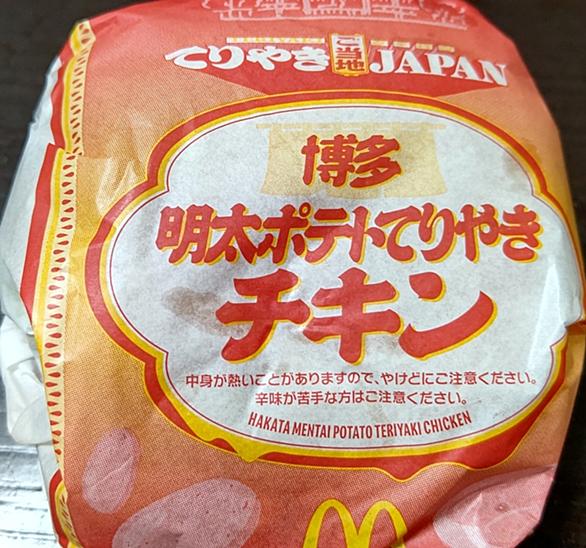 てりやき ご当地 JAPAN
博多
明太ポテトてりやき
チキン
中身が熱いことがありますので、やけどにご注意ください。
辛味が苦手な方はご注意ください。
HAKATA MENTAI POTATO TERIYAKI CHICKEN